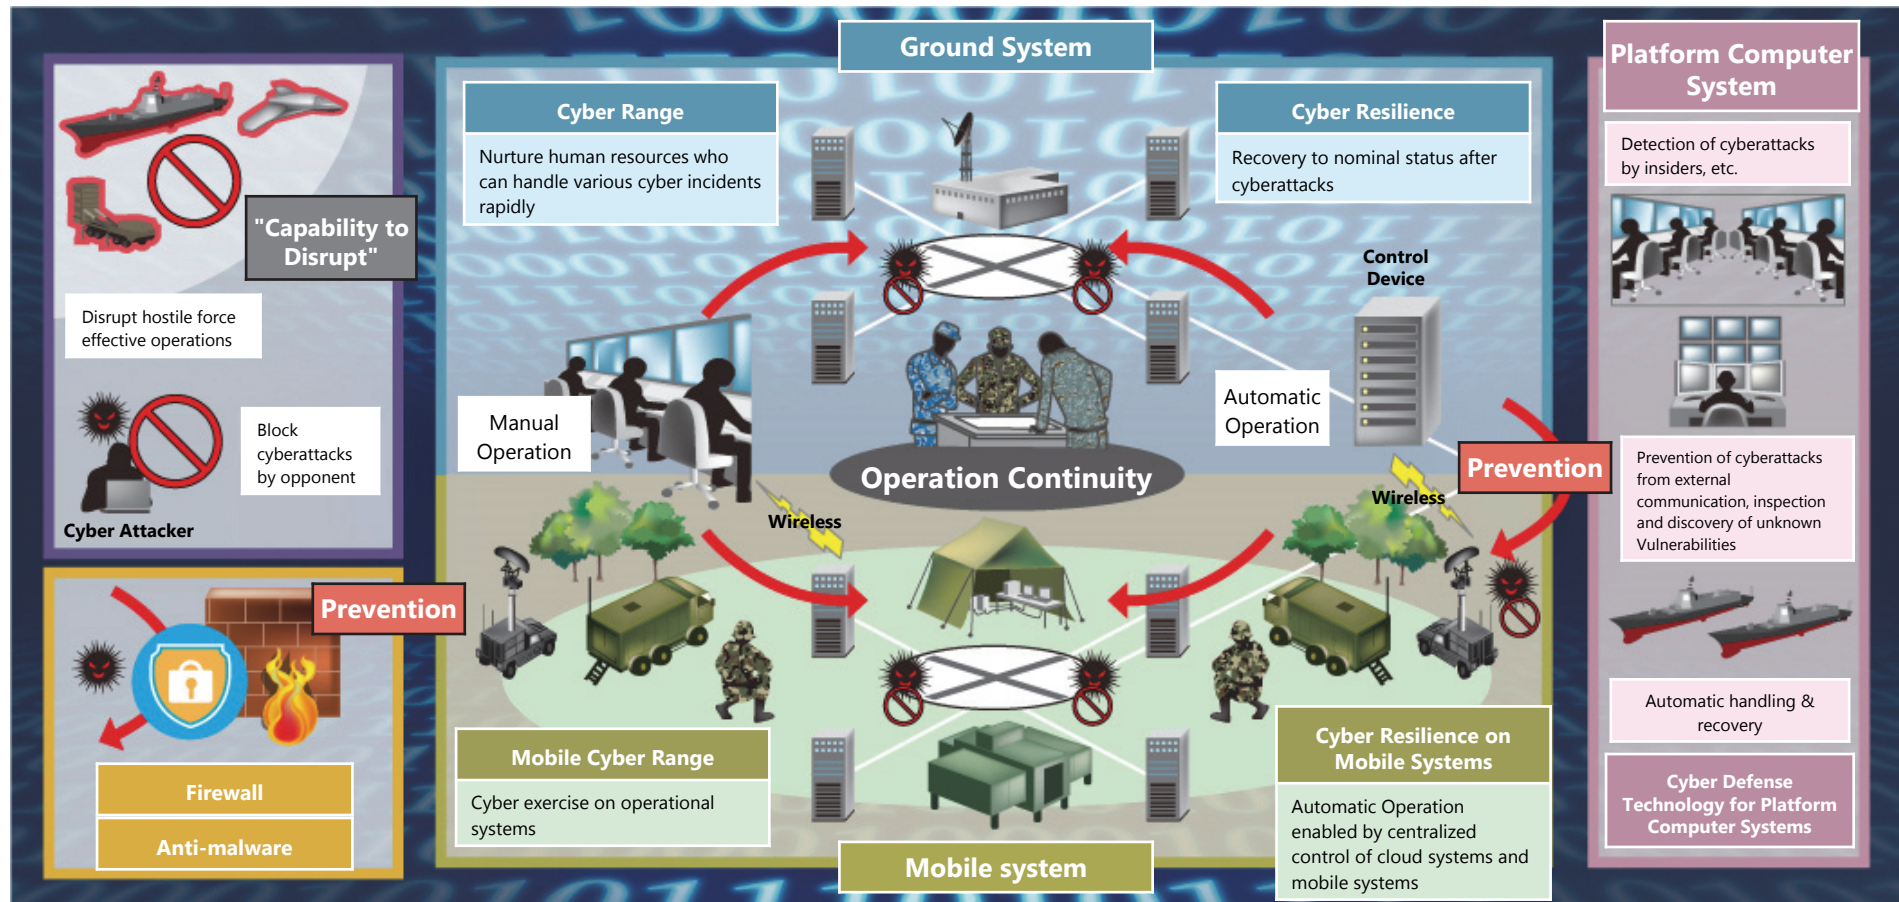 Ground System
Platform Computer
System
Cyber Range
Nurture human resources who
can handle various cyber incidents
rapidly
Cyber Resilience
Recovery to nominal status after
cyberattacks
Detection of cyberattacks
by insiders, etc.
"Capability to
Disrupt"
Disrupt hostile force
effective operations
Block
cyberattacks
by opponent
Cyber Attacker
Control
Device
Manual
Operation
Automatic
Operation
Operation Continuity
Wireless
Wireless
Prevention
Prevention of cyberattacks
from external
communication, inspection
and discovery of unknown
Vulnerabilities
Prevention
Firewall
Anti-malware
Mobile Cyber Range
Cyber exercise on operational
systems
Cyber Resilience on
Mobile Systems
Automatic Operation
enabled by centralized
control of cloud systems and
mobile systems
Mobile system
Automatic handling &
recovery
Cyber Defense
Technology for Platform
Computer Systems